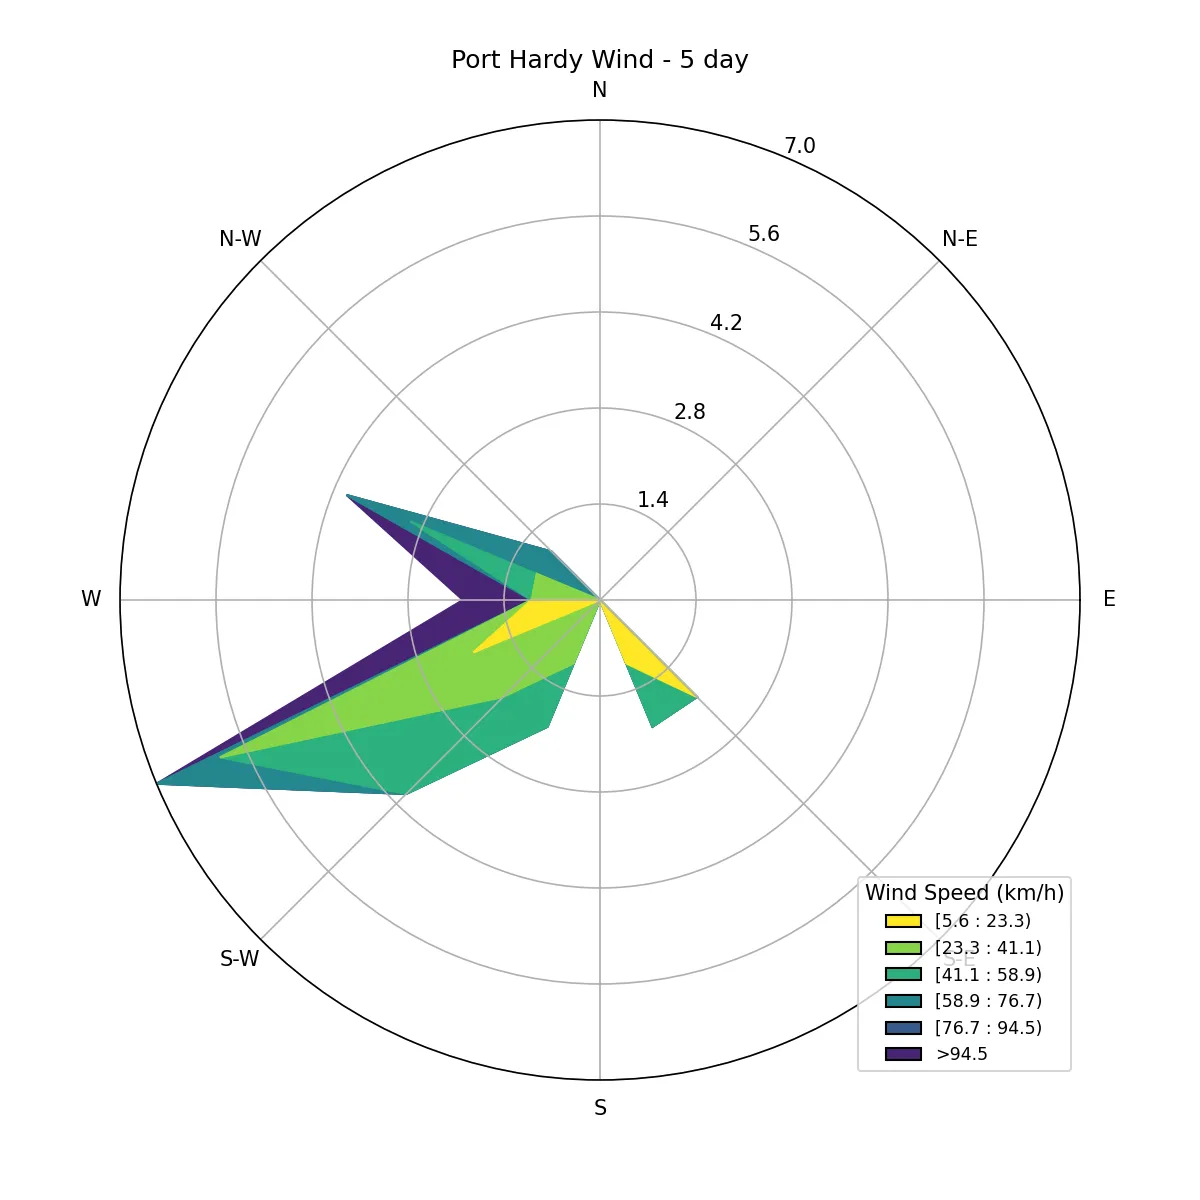 Port Hardy Wind - 5 day
N
7.0
5.6
N-W
N-E
4.2
2.8
1.4
W
E
Wind Speed (km/h)
[5.6 : 23.3)
[23.3 : 41.1)
S-W
S-E
[41.1 : 58.9)
[58.9 : 76.7)
[76.7 : 94.5)
>94.5
S